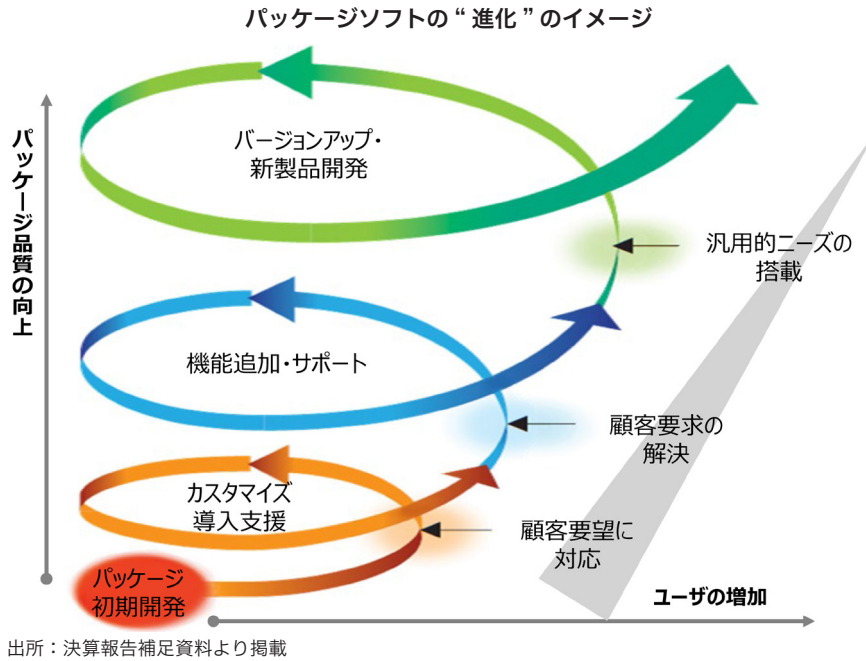 パッケージソフトの“進化”のイメージ
パッケージ品質の向上
バージョンアップ・
新製品開発
汎用的ニーズの
搭載
機能追加・サポート
顧客要求の
解決
カスタマイズ
導入支援
顧客要望に
対応
パッケージ
初期開発
ユーザの増加
出所：決算報告補足資料より掲載